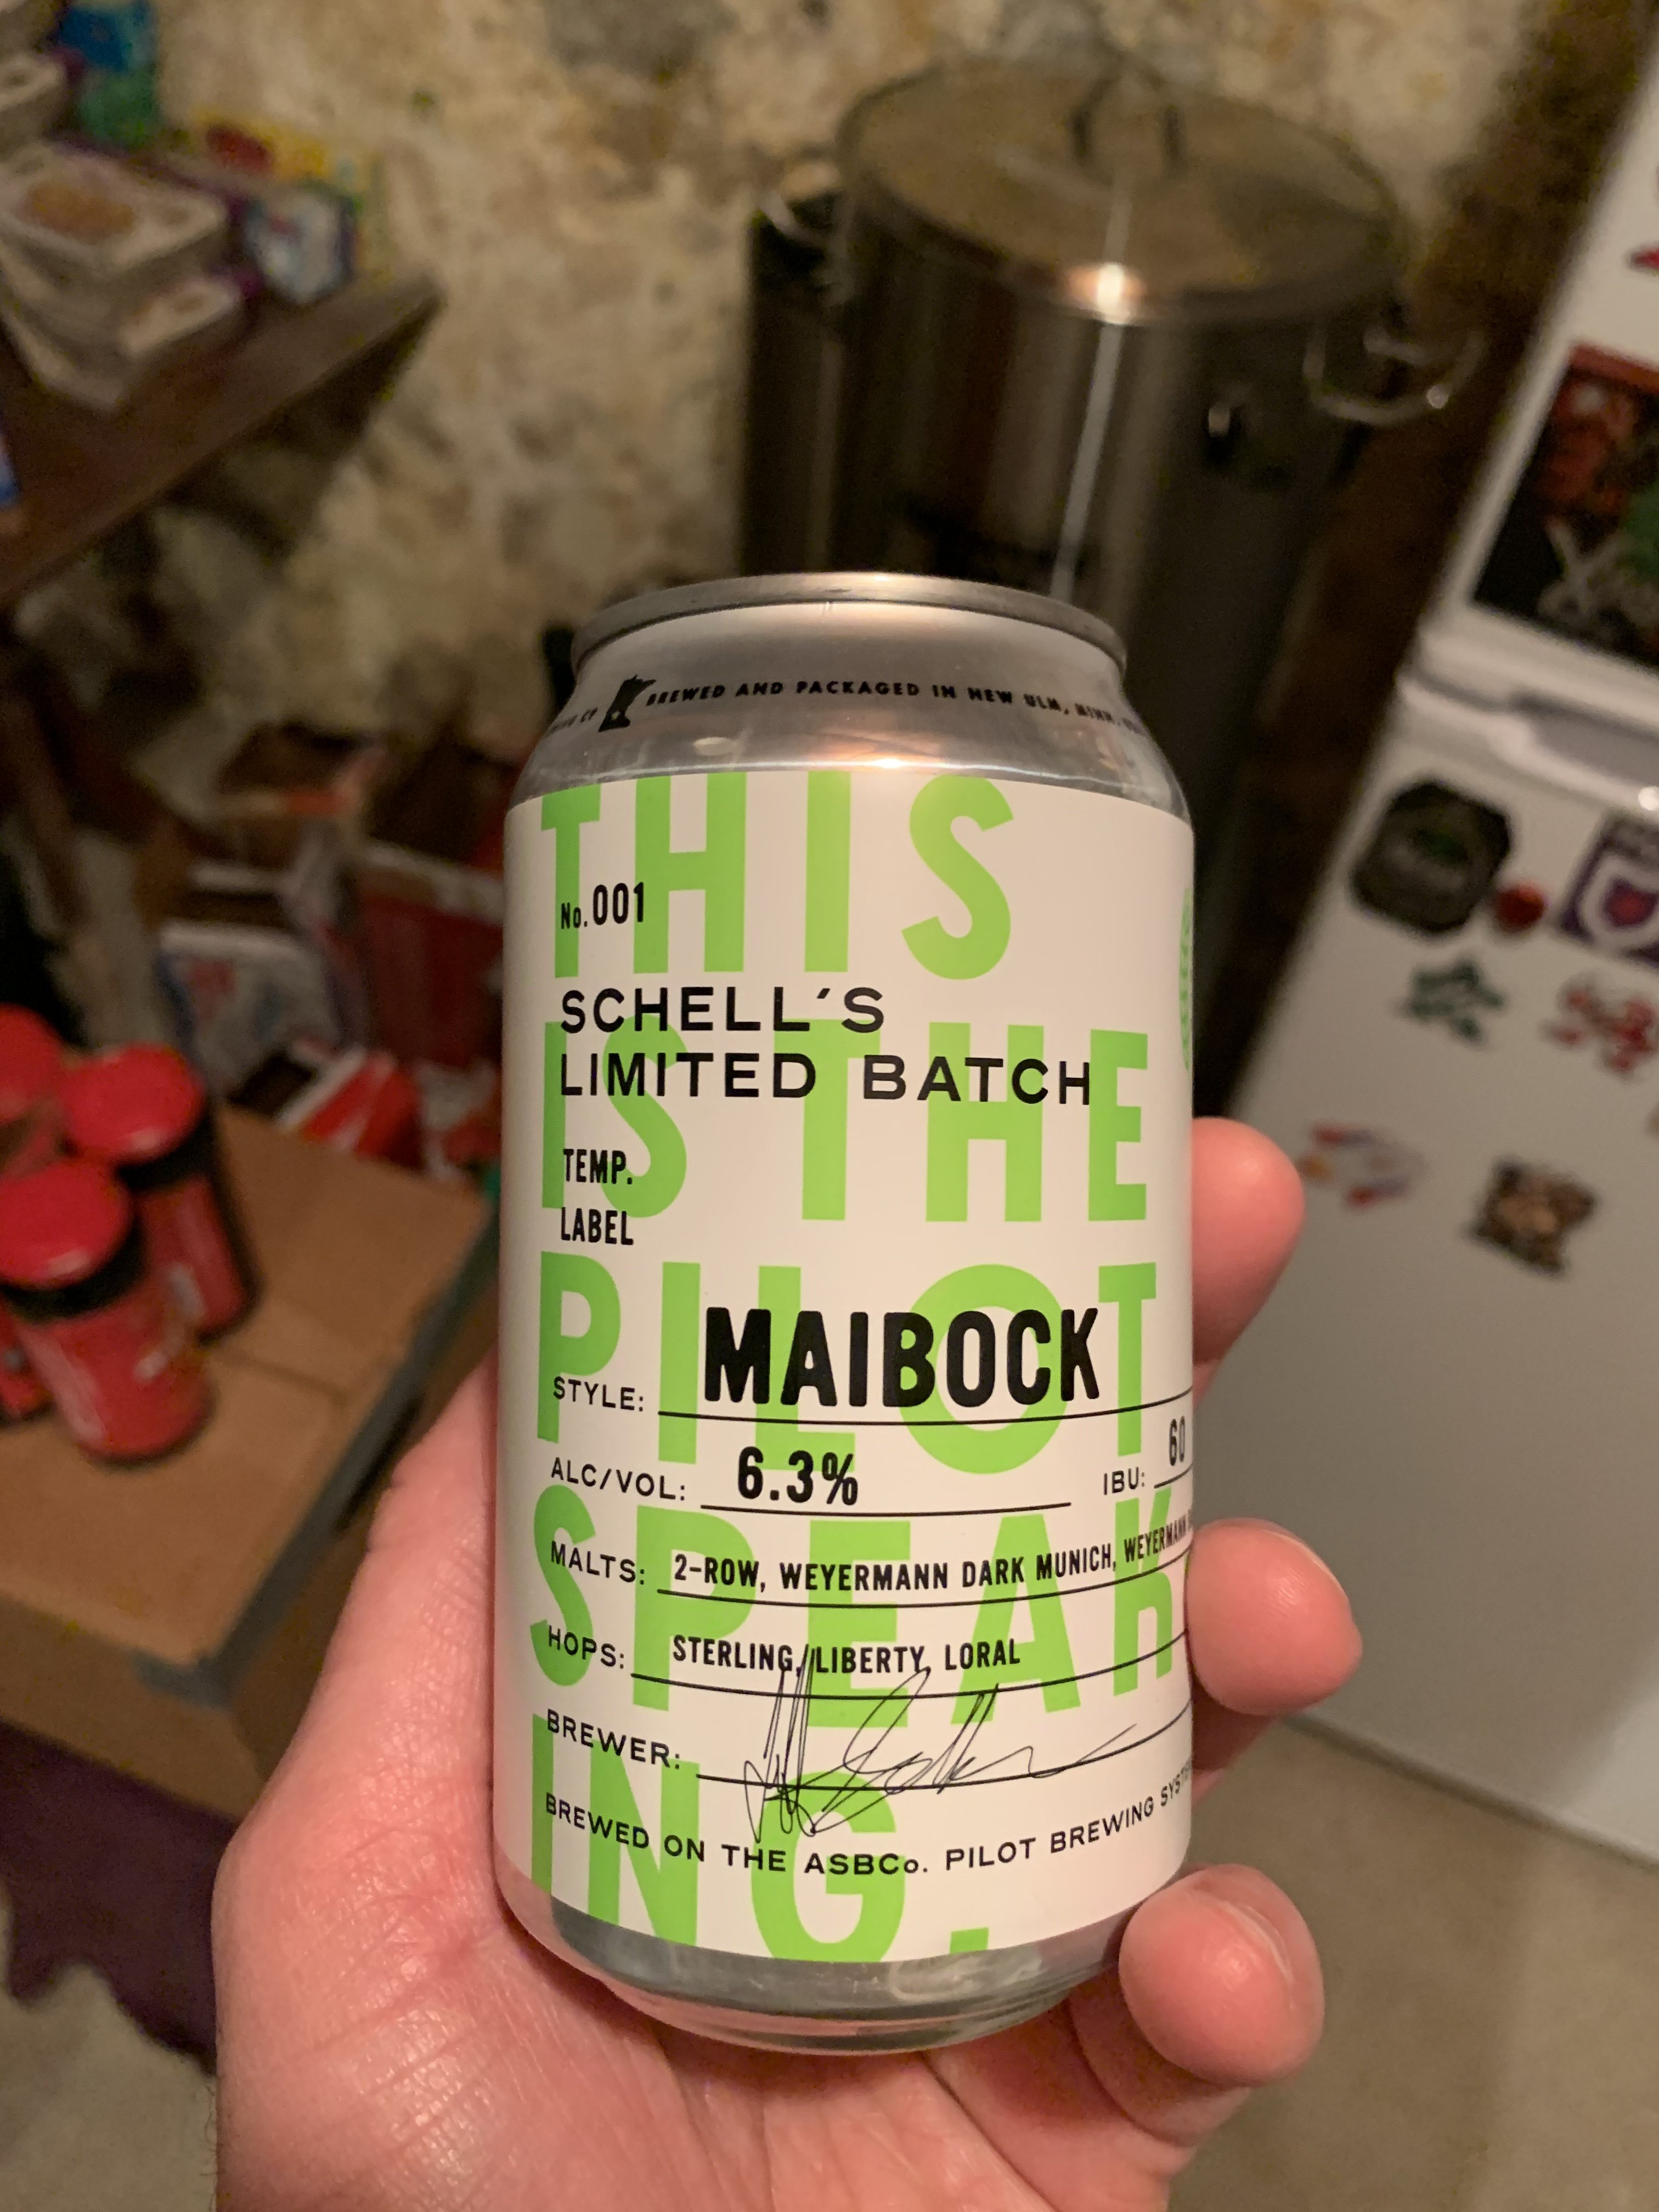 BREWED AND PACKAGED IN NEW ULM, MINN.
THIS
IS THE
PILOT
SPEAK
ING.
No. 001
SCHELL'S
LIMITED BATCH
TEMP.
LABEL
STYLE: MAIBOCK
ALC/VOL: 6.3% IBU: 60
MALTS: 2-ROW, WEYERMANN DARK MUNICH, WEYERMANN
HOPS: STERLING, LIBERTY, LORAL
BREWER:
BREWED ON THE ASBCo. PILOT BREWING